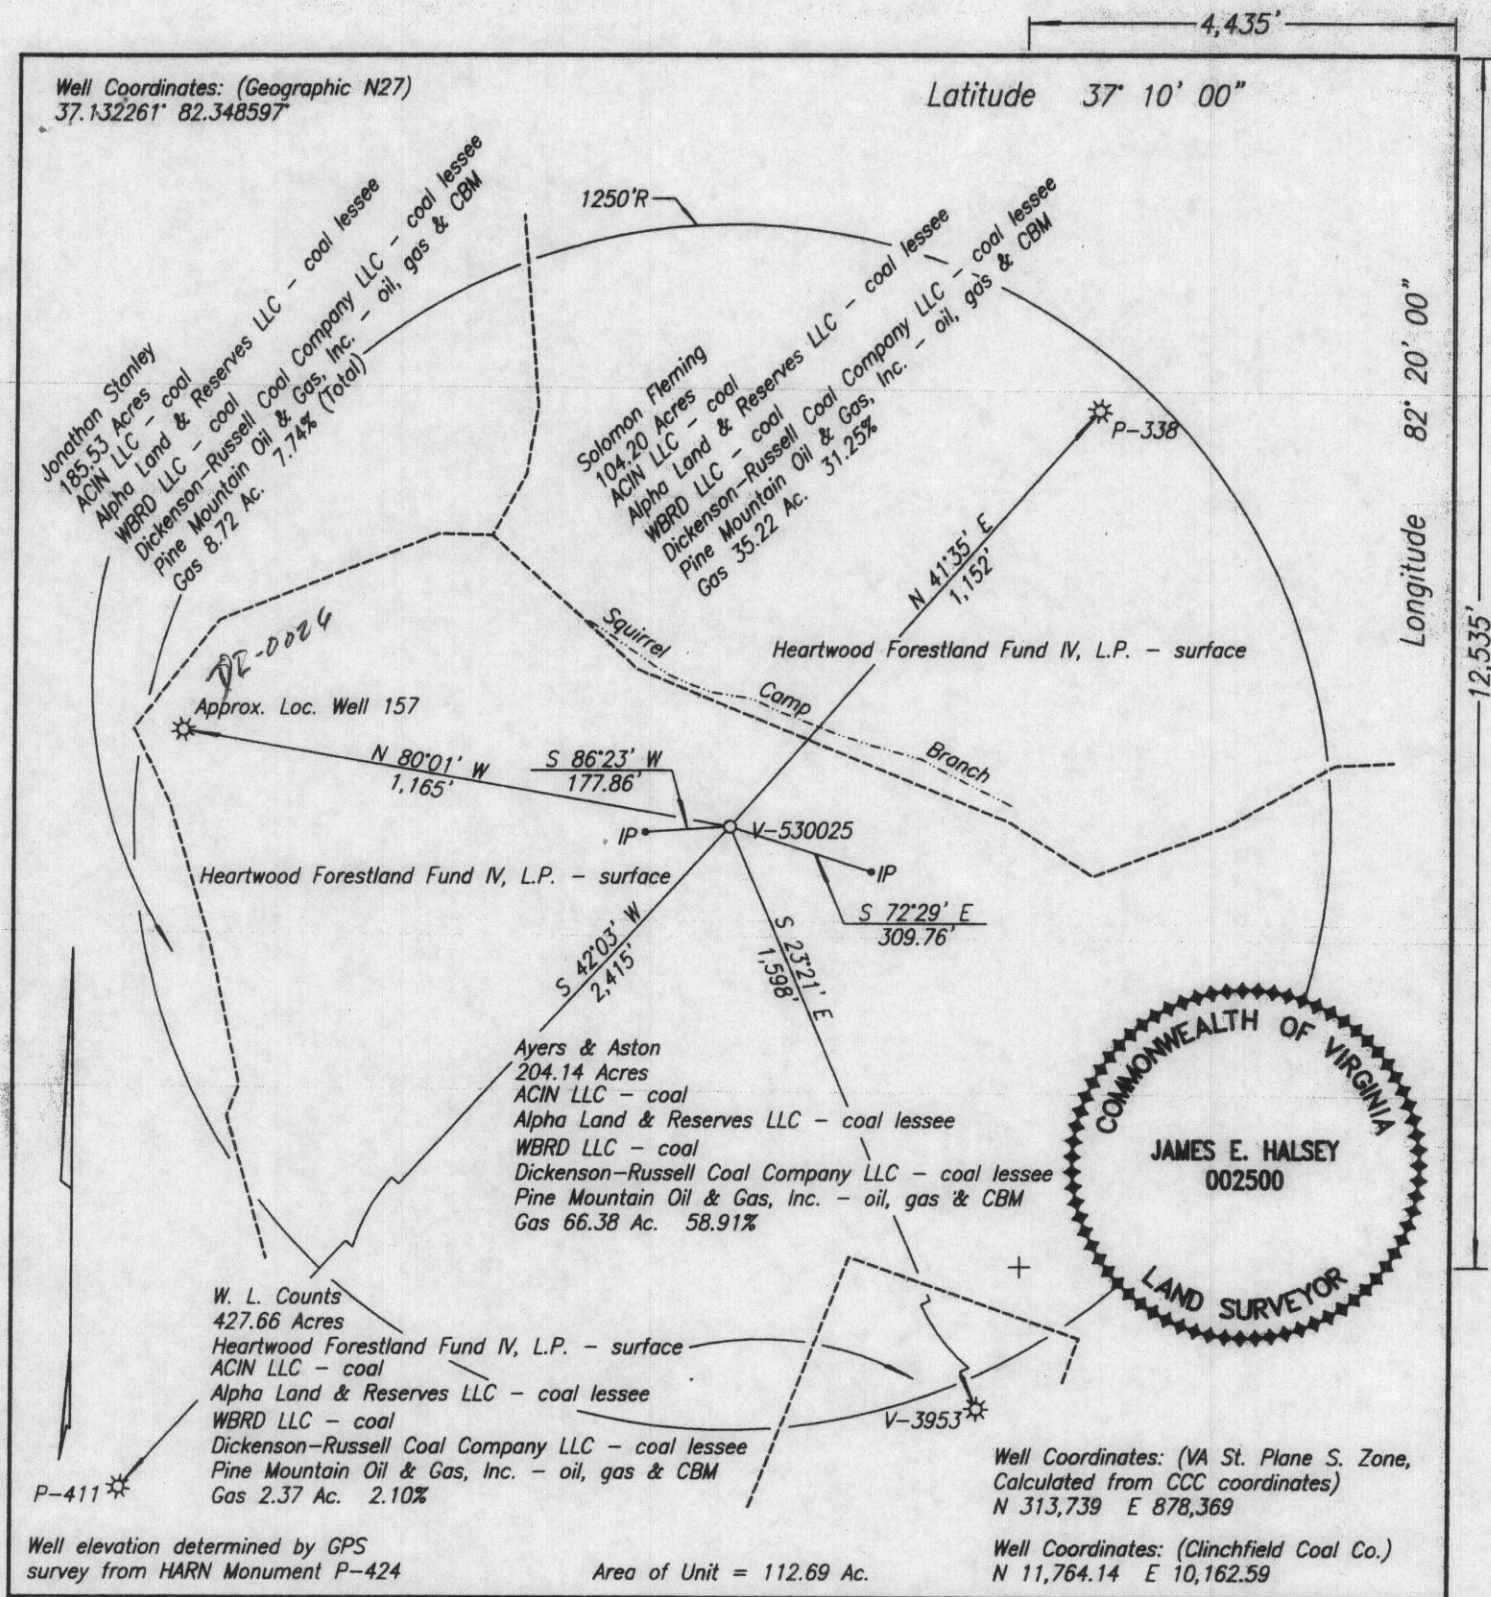 4,435'
Well Coordinates: (Geographic N27)
37.132261° 82.348597°
Latitude 37° 10' 00"
Longitude 82° 20' 00"
12,535'
1250'R
Jonathan Stanley
185.53 Acres
ACIN LLC – coal
Alpha Land & Reserves LLC – coal lessee
WBRD LLC – coal
Dickenson–Russell Coal Company LLC – coal lessee
Pine Mountain Oil & Gas, Inc. – oil, gas & CBM
Gas 8.72 Ac. 7.74% (Total)
Solomon Fleming
104.20 Acres
ACIN LLC – coal
Alpha Land & Reserves LLC – coal lessee
WBRD LLC – coal
Dickenson–Russell Coal Company LLC – coal lessee
Pine Mountain Oil & Gas, Inc. – oil, gas & CBM
Gas 35.22 Ac. 31.25%
P–338
N 41°35' E
1,152'
Squirrel
Camp
Branch
Heartwood Forestland Fund IV, L.P. – surface
DI-0024
Approx. Loc. Well 157
N 80°01' W
1,165'
S 86°23' W
177.86'
IP
V–530025
IP
Heartwood Forestland Fund IV, L.P. – surface
S 72°29' E
309.76'
S 42°03' W
2,415'
S 23°21' E
1,598'
Ayers & Aston
204.14 Acres
ACIN LLC – coal
Alpha Land & Reserves LLC – coal lessee
WBRD LLC – coal
Dickenson–Russell Coal Company LLC – coal lessee
Pine Mountain Oil & Gas, Inc. – oil, gas & CBM
Gas 66.38 Ac. 58.91%
COMMONWEALTH OF VIRGINIA
JAMES E. HALSEY
002500
LAND SURVEYOR
W. L. Counts
427.66 Acres
Heartwood Forestland Fund IV, L.P. – surface
ACIN LLC – coal
Alpha Land & Reserves LLC – coal lessee
WBRD LLC – coal
Dickenson–Russell Coal Company LLC – coal lessee
Pine Mountain Oil & Gas, Inc. – oil, gas & CBM
Gas 2.37 Ac. 2.10%
V–3953
P–411
Well Coordinates: (VA St. Plane S. Zone,
Calculated from CCC coordinates)
N 313,739 E 878,369
Well elevation determined by GPS
survey from HARN Monument P–424
Area of Unit = 112.69 Ac.
Well Coordinates: (Clinchfield Coal Co.)
N 11,764.14 E 10,162.59